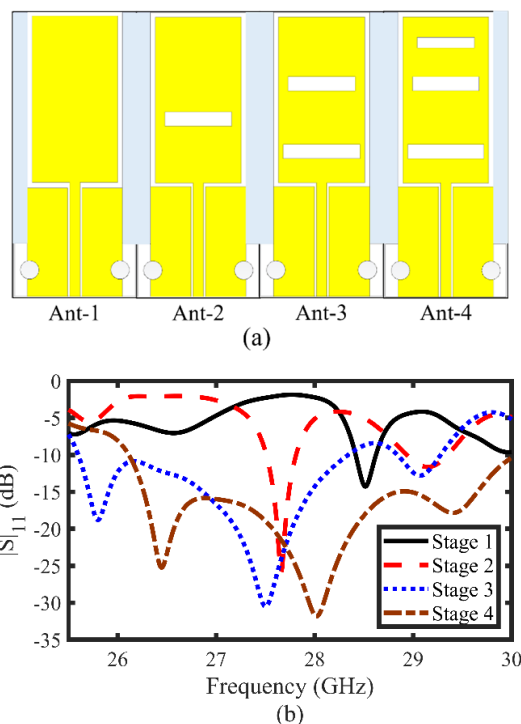 Ant-1 Ant-2 Ant-3 Ant-4
(a)
0
-5
-10
-15
-20
-25
-30
-35
|S|11 (dB)
Stage 1
Stage 2
Stage 3
Stage 4
26 27 28 29 30
Frequency (GHz)
(b)